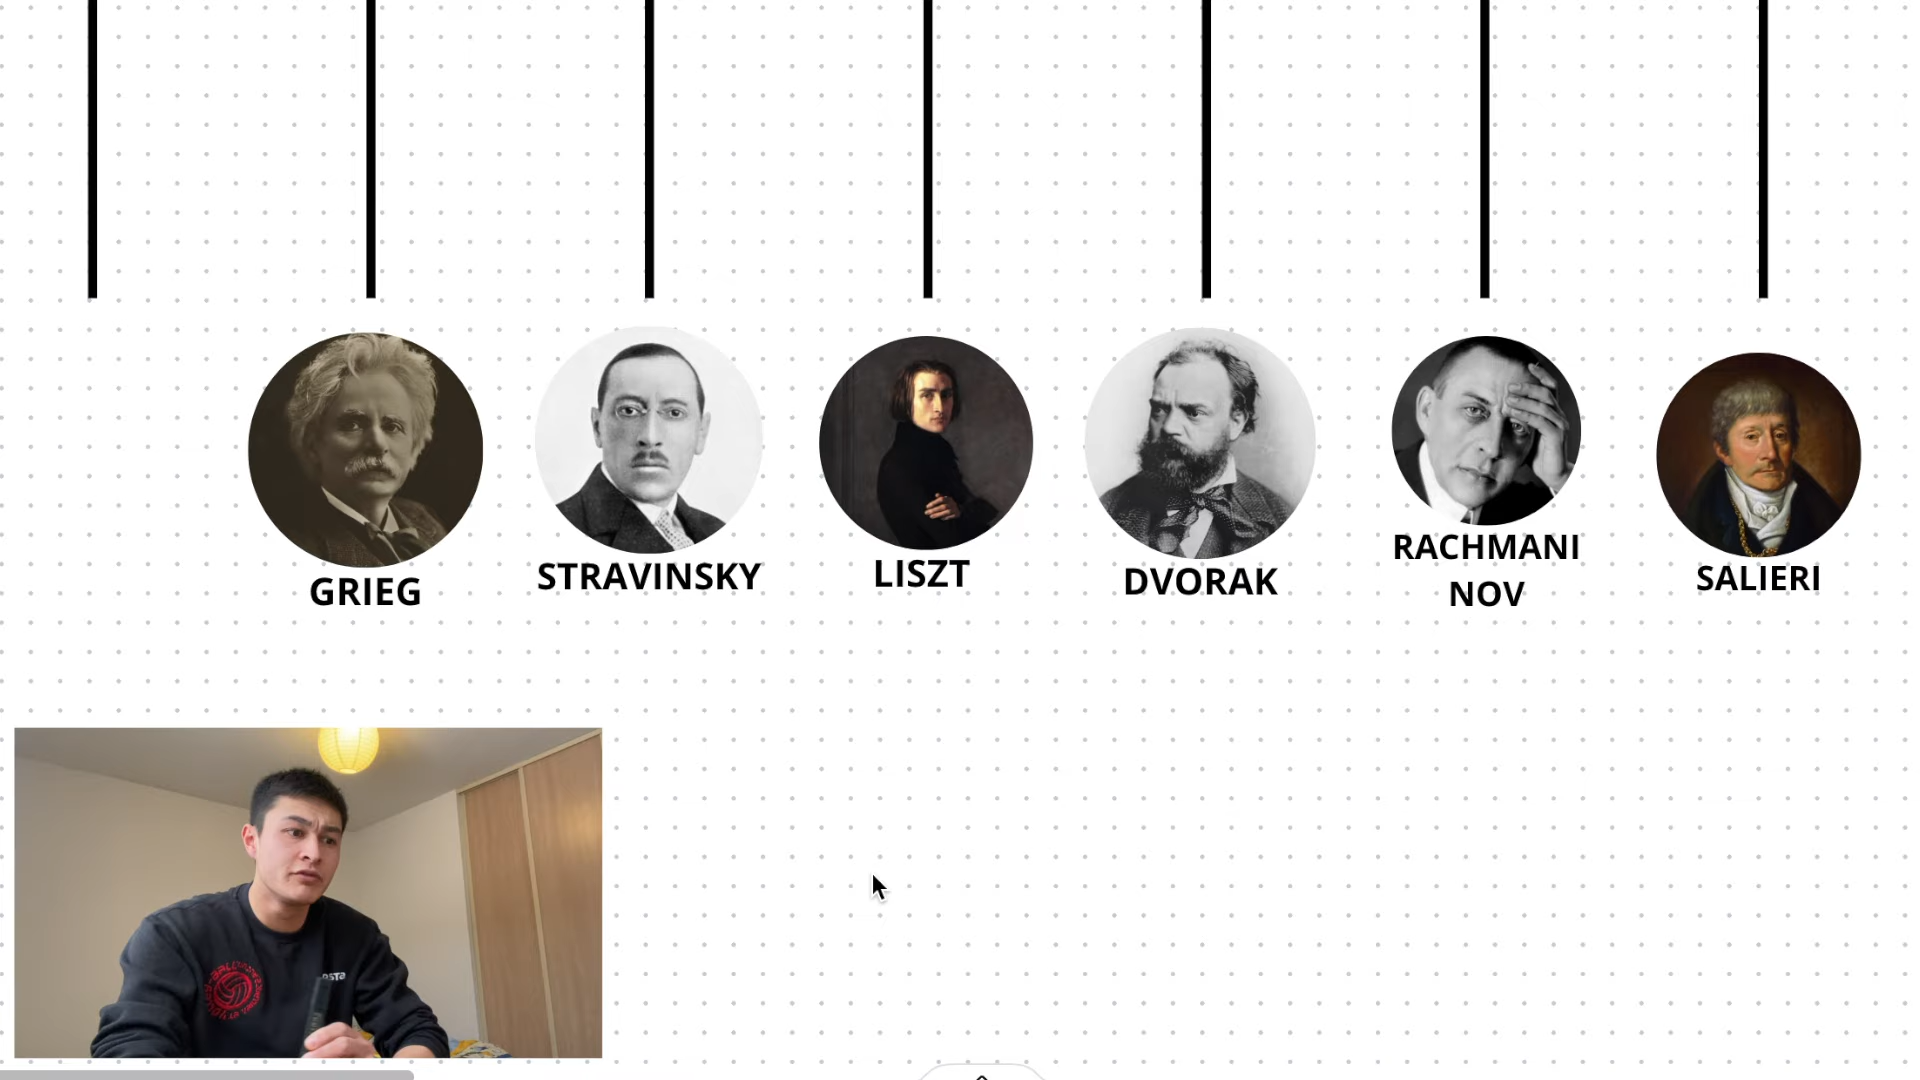 GRIEG
STRAVINSKY
LISZT
DVORAK
RACHMANI
NOV
SALIERI